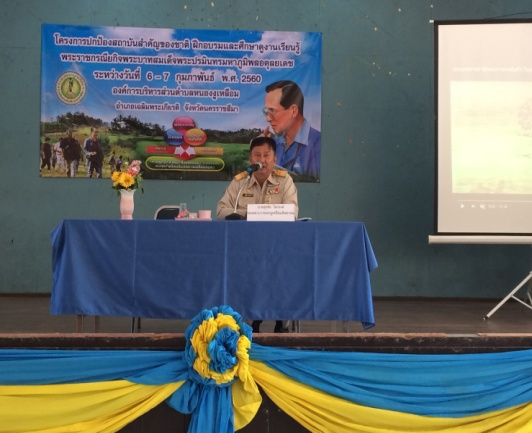 โครงการปกป้องสถาบันสำคัญของชาติ ฝึกอบรมและศึกษาดูงานเรียนรู้
พระราชกรณียกิจพระบาทสมเด็จพระปรมินทรมหาภูมิพลอดุลยเดช
ระหว่างวันที่ 6 – 7 กุมภาพันธ์ พ.ศ. 2560
องค์การบริหารส่วนตำบลหนองงูเหลือม
อำเภอเฉลิมพระเกียรติ จังหวัดนครราชสีมา